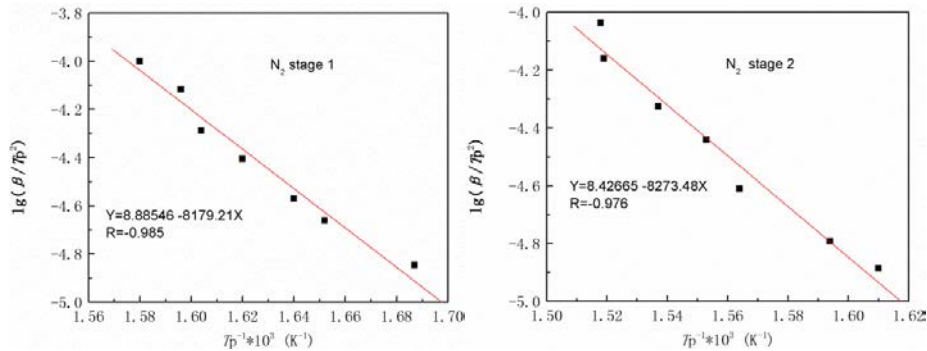 -3.8
-4.0
-4.2
-4.4
-4.6
-4.8
-5.0
lg(β/Tp²)
N₂ stage 1
Y=8.88546 -8179.21X
R=-0.985
1.56 1.58 1.60 1.62 1.64 1.66 1.68 1.70
Tp⁻¹*10³ (K⁻¹)
-4.0
-4.2
-4.4
-4.6
-4.8
-5.0
lg(β/Tp²)
N₂ stage 2
Y=8.42665 -8273.48X
R=-0.976
1.50 1.52 1.54 1.56 1.58 1.60 1.62
Tp⁻¹*10³ (K⁻¹)